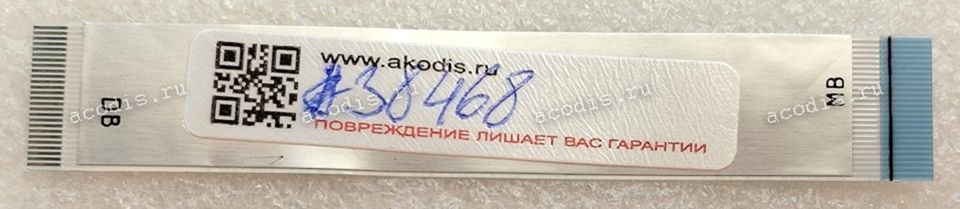 www.akodis.ru
#38468
ПОВРЕЖДЕНИЕ ЛИШАЕТ ВАС ГАРАНТИИ
DB
MB
acodis.ru
acodis.ru
acodis.ru
acodis.ru